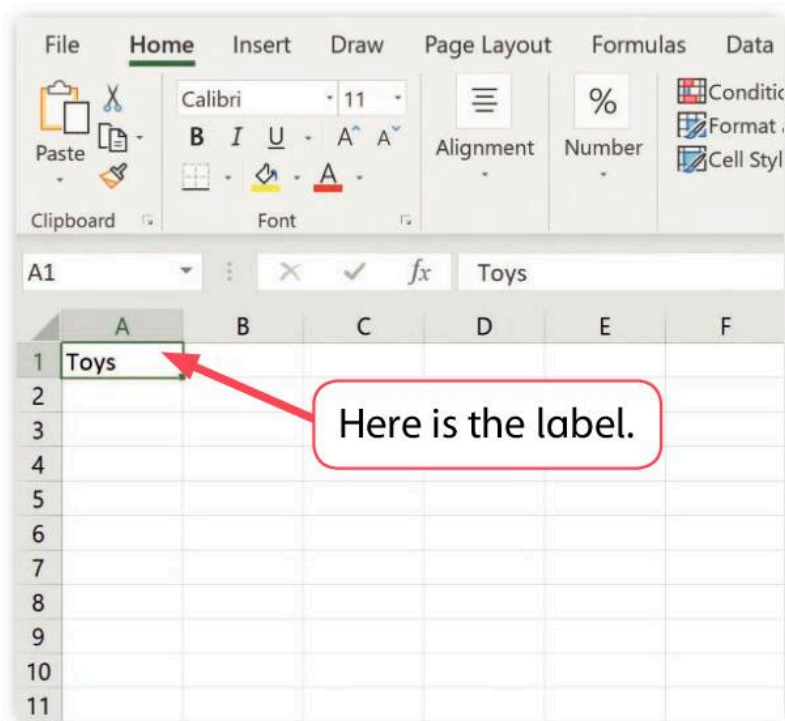 File Home Insert Draw Page Layout Formulas Data
Calibri 11
B I U A A
Paste
Alignment
%
Number
Conditio
Format
Cell Styl
A
Clipboard Font
A1 fx Toys
A B C D E F
1 Toys
2
3
4
5
6
7
8
9
10
11
Here is the label.